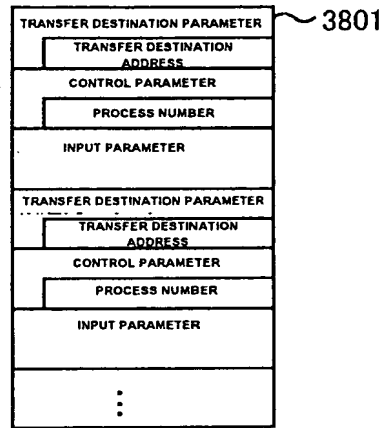 TRANSFER DESTINATION PARAMETER
3801
TRANSFER DESTINATION
ADDRESS
CONTROL PARAMETER
PROCESS NUMBER
INPUT PARAMETER
TRANSFER DESTINATION PARAMETER
TRANSFER DESTINATION
ADDRESS
CONTROL PARAMETER
PROCESS NUMBER
INPUT PARAMETER
⋮